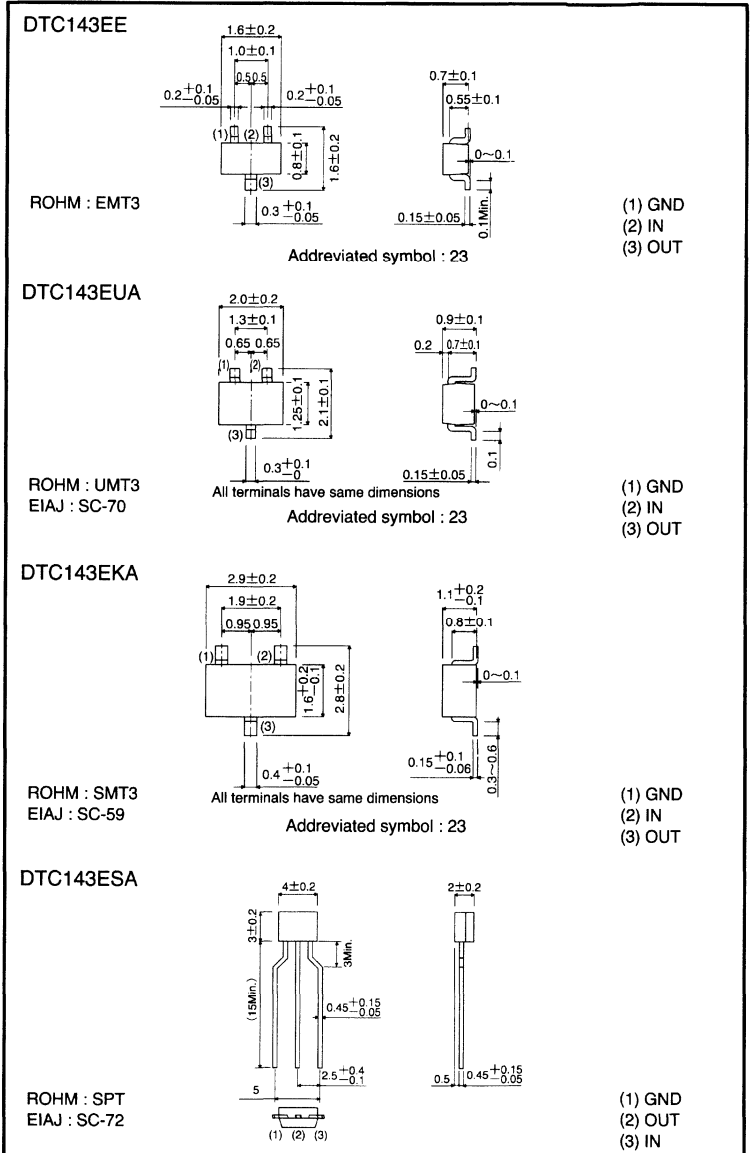 DTC143EE
1.6±0.2
1.0±0.1
0.5 0.5
0.2 +0.1 −0.05
0.2 +0.1 −0.05
(1) (2)
0.8±0.1
1.6±0.2
(3)
0.3 +0.1 −0.05
0.7±0.1
0.55±0.1
0~0.1
0.15±0.05
0.1Min.
ROHM : EMT3
Addreviated symbol : 23
(1) GND
(2) IN
(3) OUT
DTC143EUA
2.0±0.2
1.3±0.1
0.65 0.65
(1) (2)
1.25±0.1
2.1±0.1
(3)
0.3 +0.1 −0
0.9±0.1
0.2 0.7±0.1
0~0.1
0.1
0.15±0.05
ROHM : UMT3
EIAJ : SC-70
All terminals have same dimensions
Addreviated symbol : 23
(1) GND
(2) IN
(3) OUT
DTC143EKA
2.9±0.2
1.9±0.2
0.95 0.95
(1) (2)
1.6 +0.2 −0.1
2.8±0.2
(3)
0.4 +0.1 −0.05
1.1 +0.2 −0.1
0.8±0.1
0~0.1
0.15 +0.1 −0.06
0.3~0.6
ROHM : SMT3
EIAJ : SC-59
All terminals have same dimensions
Addreviated symbol : 23
(1) GND
(2) IN
(3) OUT
DTC143ESA
4±0.2
2±0.2
3±0.2
3Min.
(15Min.)
0.45 +0.15 −0.05
2.5 +0.4 −0.1
5
0.5 0.45 +0.15 −0.05
(1) (2) (3)
ROHM : SPT
EIAJ : SC-72
(1) GND
(2) OUT
(3) IN